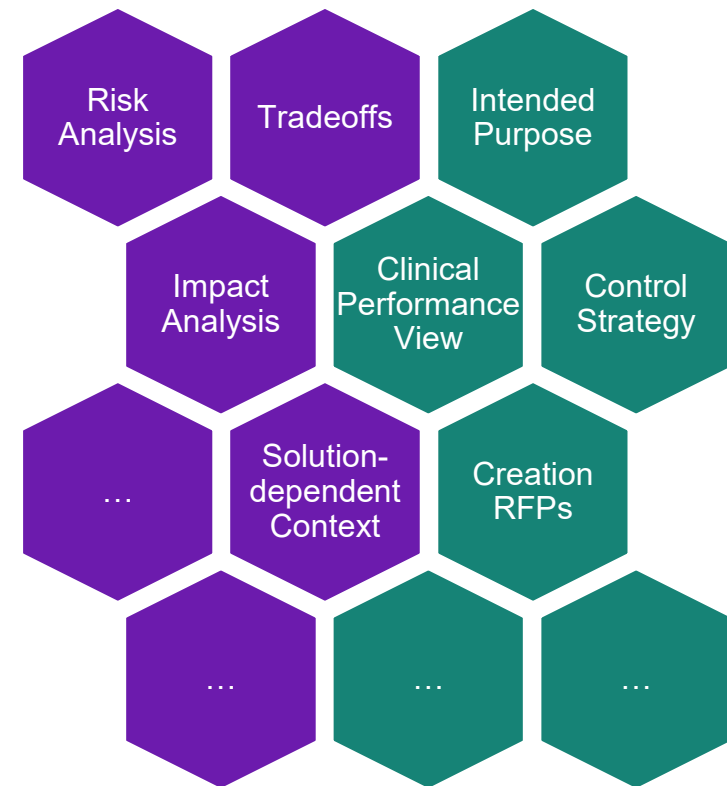 Risk
Analysis
Tradeoffs
Intended
Purpose
Impact
Analysis
Clinical
Performance
View
Control
Strategy
...
Solution-
dependent
Context
Creation
RFPs
...
...
...